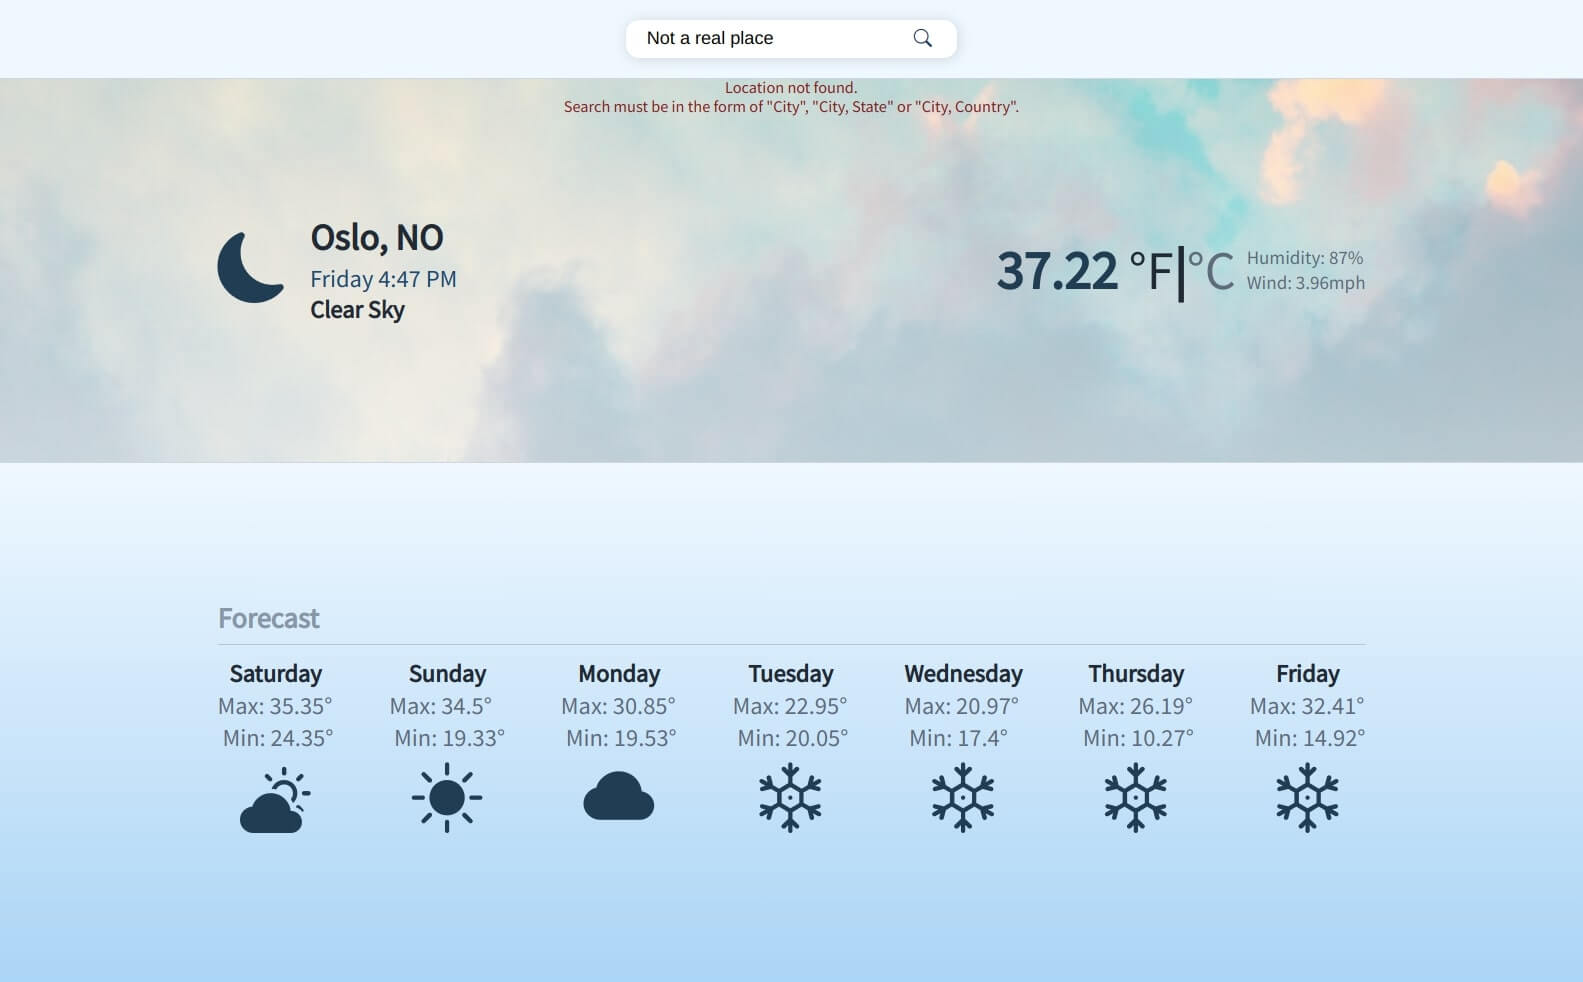 Not a real place
Location not found.
Search must be in the form of "City", "City, State" or "City, Country".
Oslo, NO
Friday 4:47 PM
Clear Sky
37.22 °F|°C
Humidity: 87%
Wind: 3.96mph
Forecast
Saturday
Max: 35.35°
Min: 24.35°
Sunday
Max: 34.5°
Min: 19.33°
Monday
Max: 30.85°
Min: 19.53°
Tuesday
Max: 22.95°
Min: 20.05°
Wednesday
Max: 20.97°
Min: 17.4°
Thursday
Max: 26.19°
Min: 10.27°
Friday
Max: 32.41°
Min: 14.92°